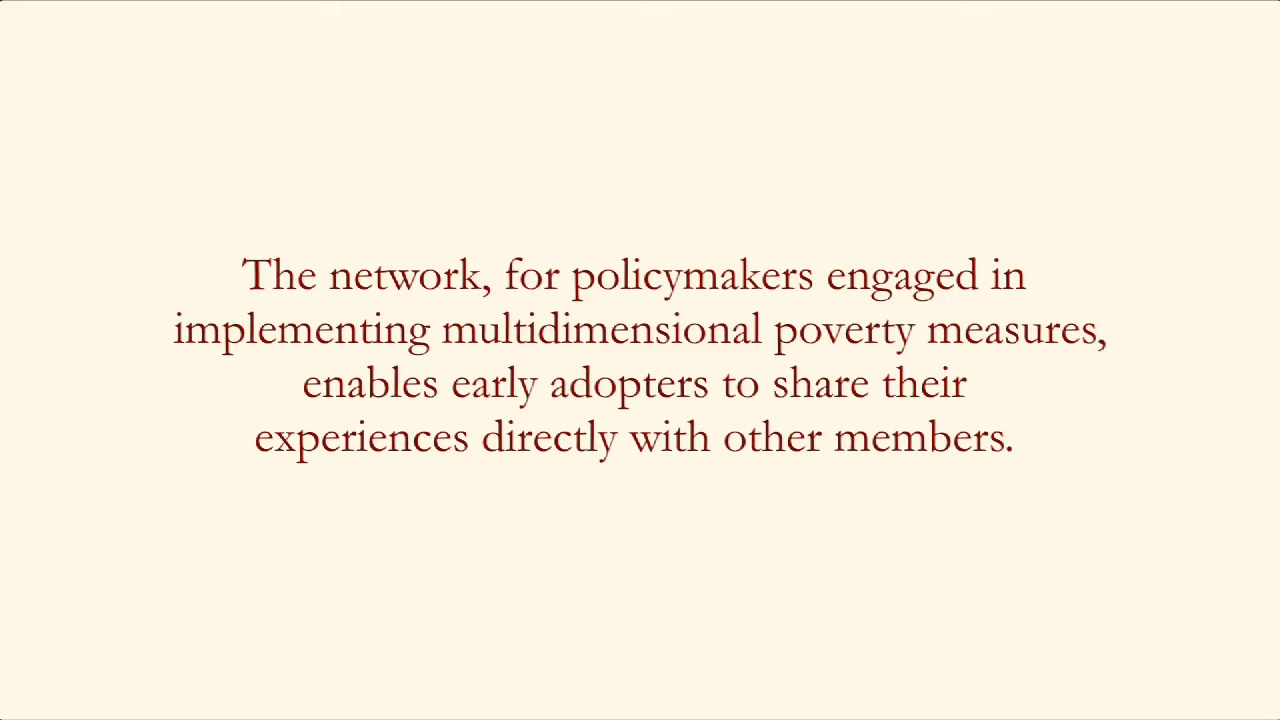 The network, for policymakers engaged in
implementing multidimensional poverty measures,
enables early adopters to share their
experiences directly with other members.